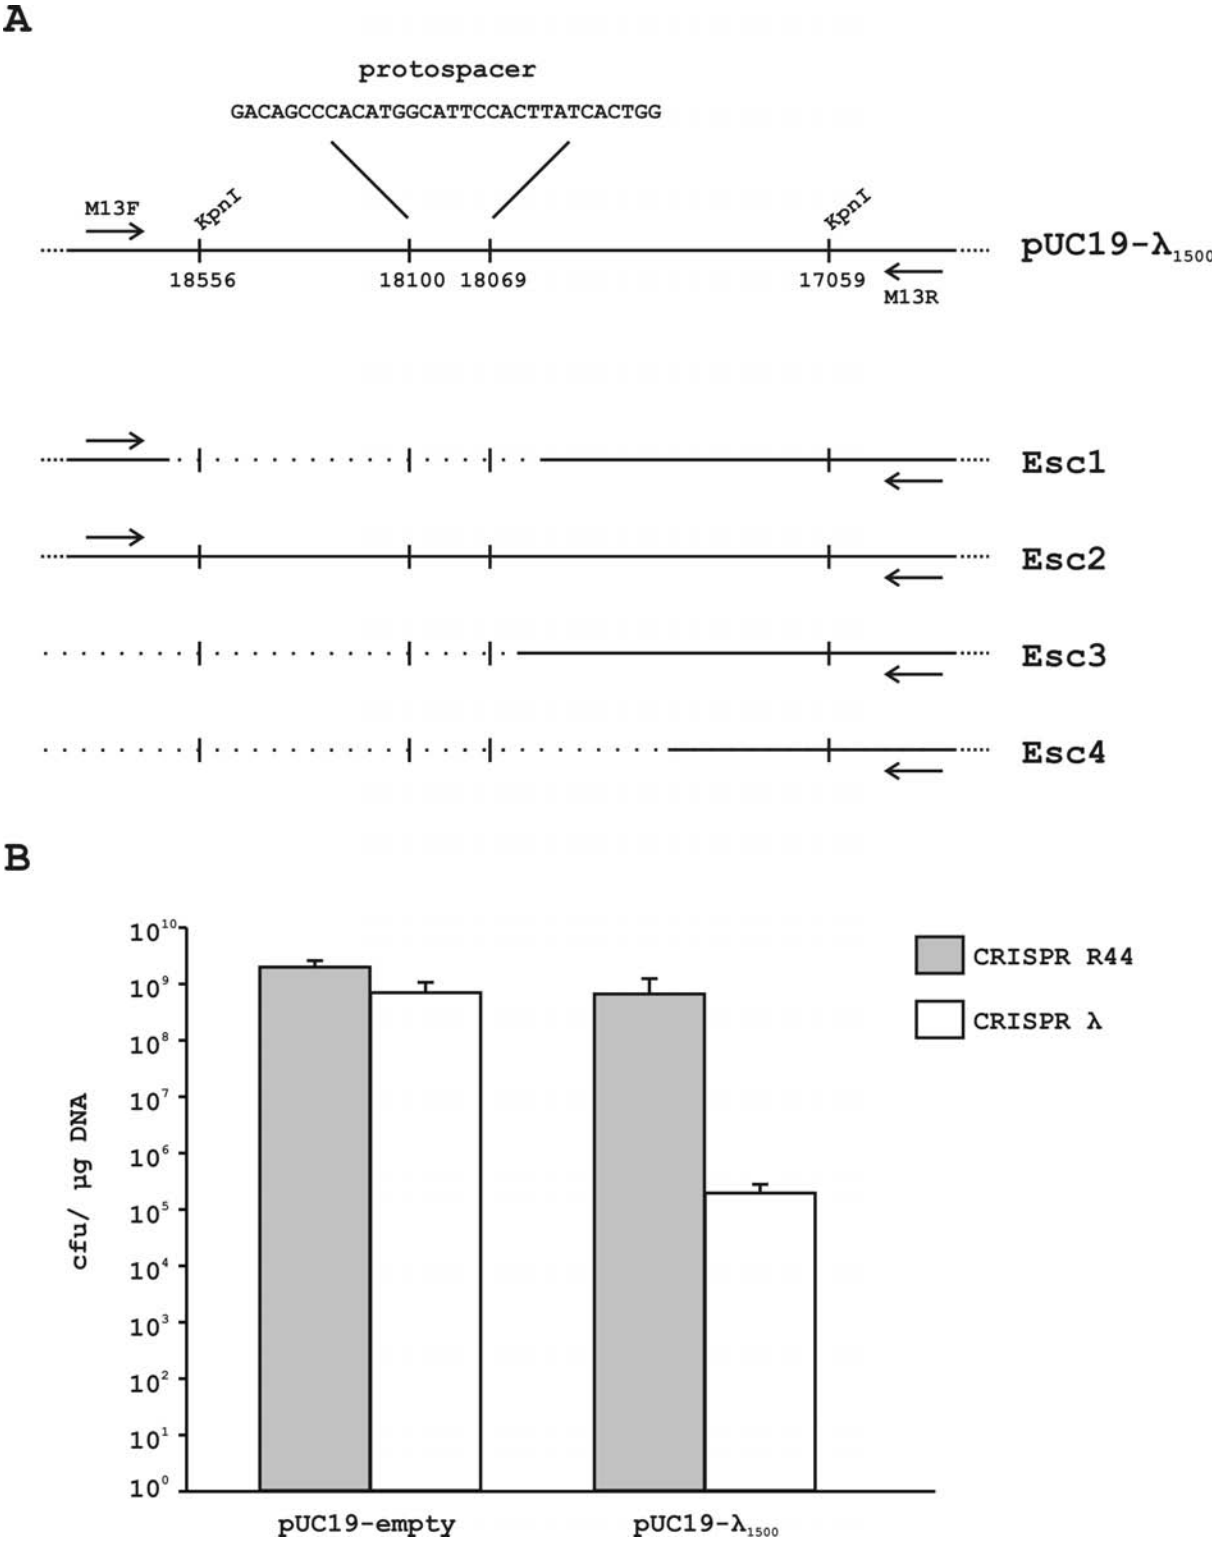 A
protospacer
GACAGCCCACATGGCATTCCACTTATCACTGG
M13F
KpnI
KpnI
pUC19-λ₁₅₀₀
18556
18100
18069
17059
M13R
Esc1
Esc2
Esc3
Esc4
B
10¹⁰
10⁹
10⁸
10⁷
10⁶
10⁵
10⁴
10³
10²
10¹
10⁰
cfu/ µg DNA
CRISPR R44
CRISPR λ
pUC19-empty
pUC19-λ₁₅₀₀